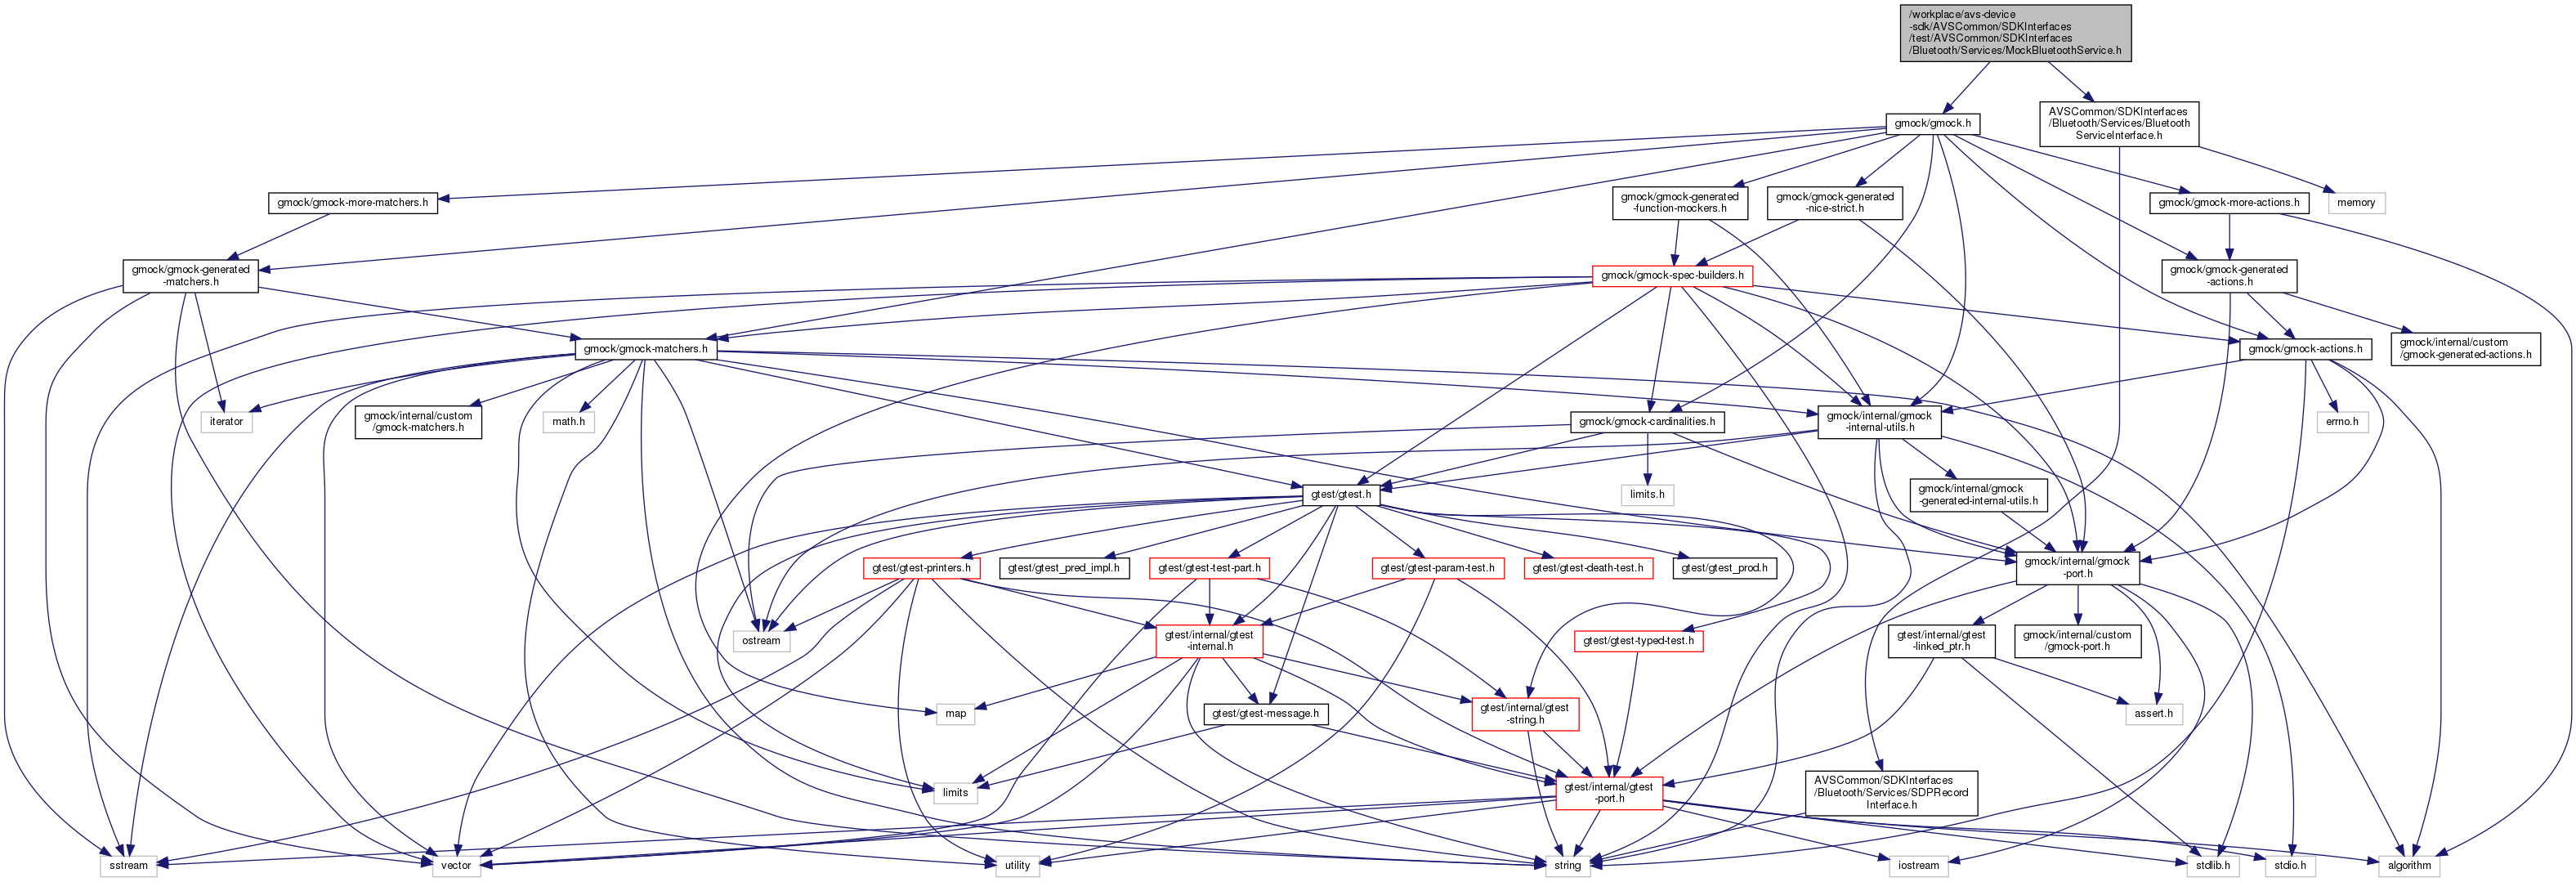 /workplace/avs-device
-sdk/AVSCommon/SDKInterfaces
/test/AVSCommon/SDKInterfaces
/Bluetooth/Services/MockBluetoothService.h
gmock/gmock.h
AVSCommon/SDKInterfaces
/Bluetooth/Services/Bluetooth
ServiceInterface.h
gmock/gmock-more-matchers.h
gmock/gmock-generated
-function-mockers.h
gmock/gmock-generated
-nice-strict.h
gmock/gmock-more-actions.h
memory
gmock/gmock-generated
-matchers.h
gmock/gmock-spec-builders.h
gmock/gmock-generated
-actions.h
gmock/gmock-matchers.h
gmock/gmock-actions.h
gmock/internal/custom
/gmock-generated-actions.h
iterator
gmock/internal/custom
/gmock-matchers.h
math.h
gmock/gmock-cardinalities.h
gmock/internal/gmock
-internal-utils.h
errno.h
gtest/gtest.h
limits.h
gmock/internal/gmock
-generated-internal-utils.h
gtest/gtest-printers.h
gtest/gtest_pred_impl.h
gtest/gtest-test-part.h
gtest/gtest-param-test.h
gtest/gtest-death-test.h
gtest/gtest_prod.h
gmock/internal/gmock
-port.h
ostream
gtest/internal/gtest
-internal.h
gtest/gtest-typed-test.h
gtest/internal/gtest
-linked_ptr.h
gmock/internal/custom
/gmock-port.h
map
gtest/gtest-message.h
gtest/internal/gtest
-string.h
assert.h
limits
gtest/internal/gtest
-port.h
AVSCommon/SDKInterfaces
/Bluetooth/Services/SDPRecord
Interface.h
sstream
vector
utility
string
iostream
stdlib.h
stdio.h
algorithm